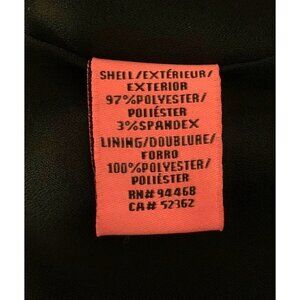 SHELL/EXTÉRIEUR/
EXTERIOR
97%POLYESTER/
POLIÉSTER
3%SPANDEX
LINING/DOUBLURE/
FORRO
100%POLYESTER/
POLIÉSTER
RN# 94468
CA# 52362